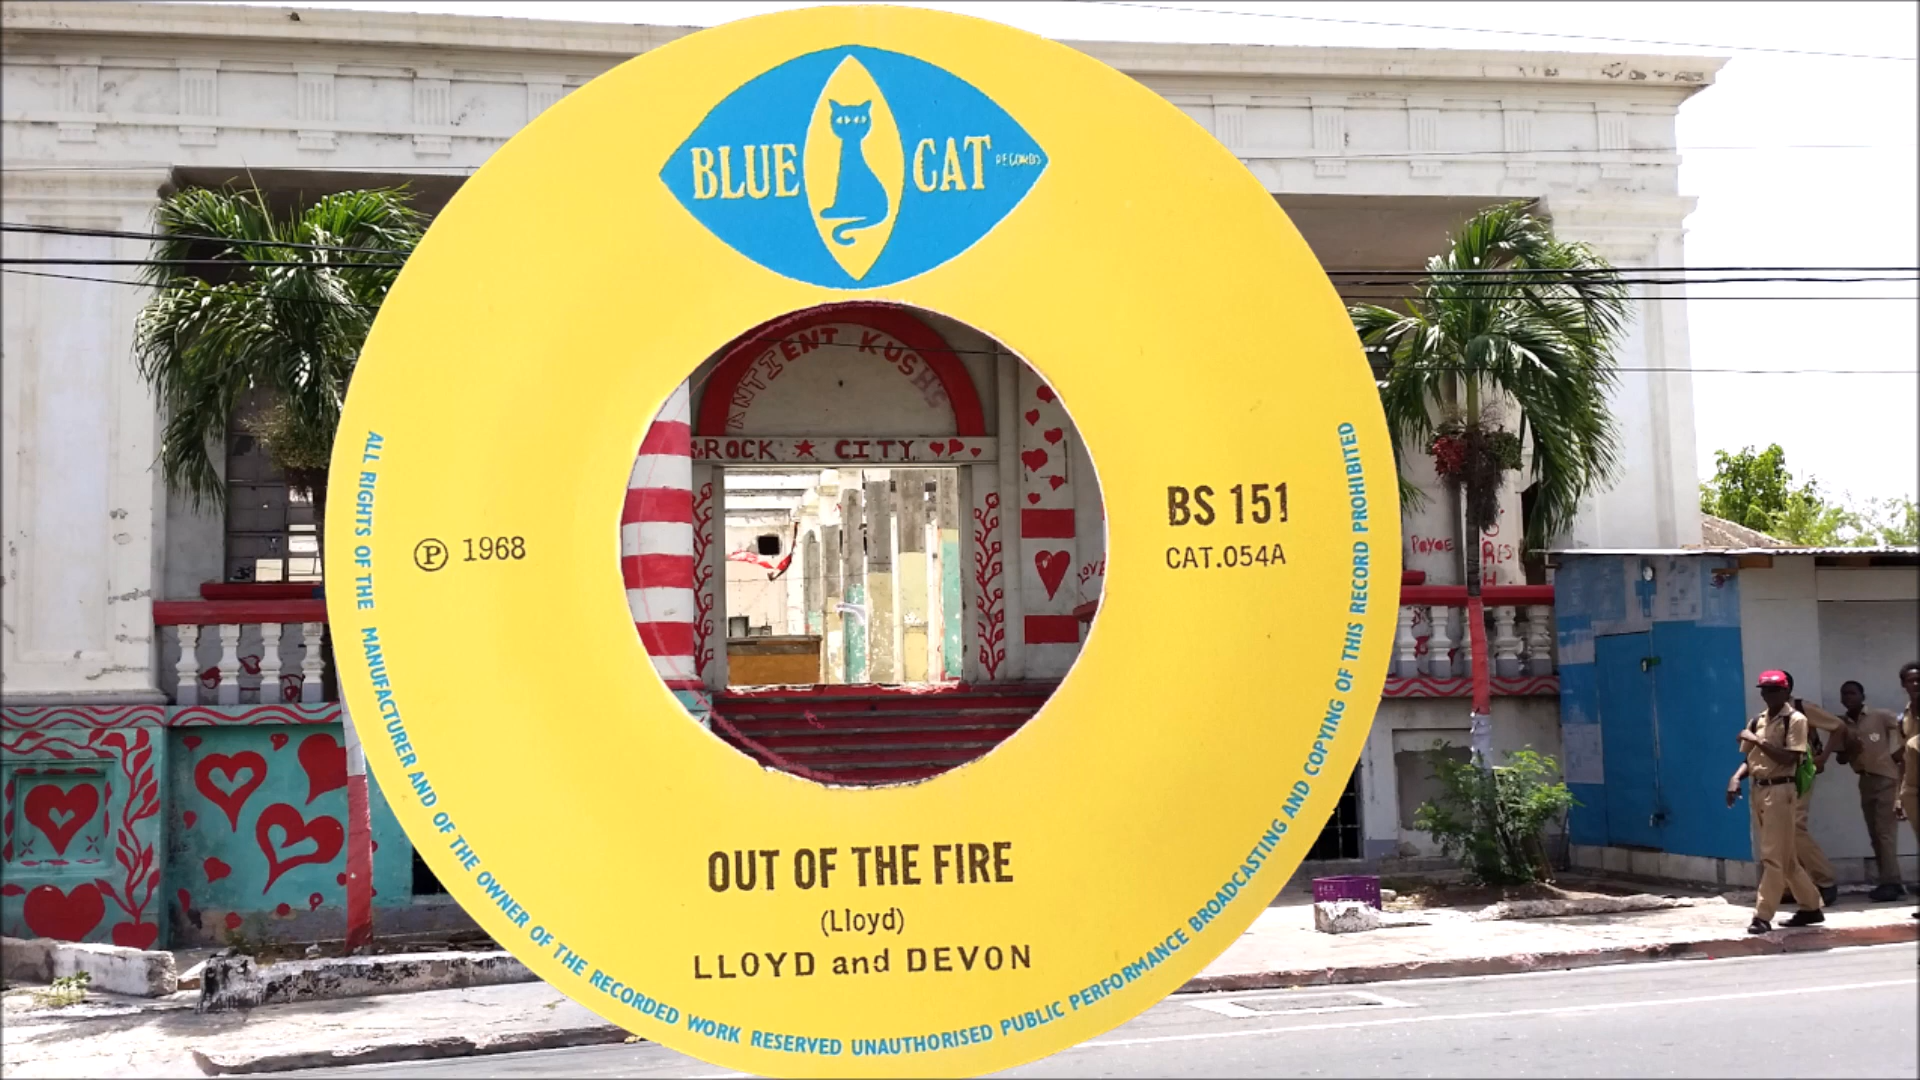 BLUE CAT RECORDS
ANTIENT KUSH'S
ROCK ★ CITY
LOVE
BS 151
CAT.054A
Ⓟ 1968
OUT OF THE FIRE
(Lloyd)
LLOYD and DEVON
ALL RIGHTS OF THE MANUFACTURER AND OF THE OWNER OF THE RECORDED WORK RESERVED UNAUTHORISED PUBLIC PERFORMANCE BROADCASTING AND COPYING OF THIS RECORD PROHIBITED